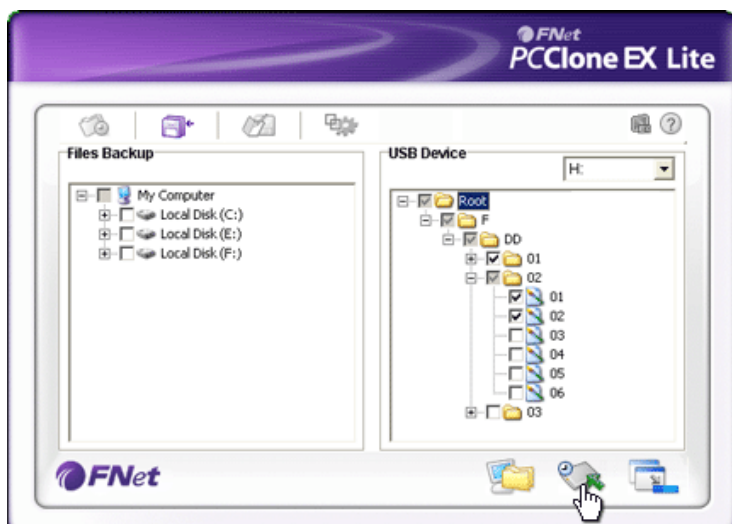 FNet
PCClone EX Lite
Files Backup
My Computer
Local Disk (C:)
Local Disk (E:)
Local Disk (F:)
USB Device
H:
Root
F
DD
01
02
01
02
03
04
05
06
03
FNet